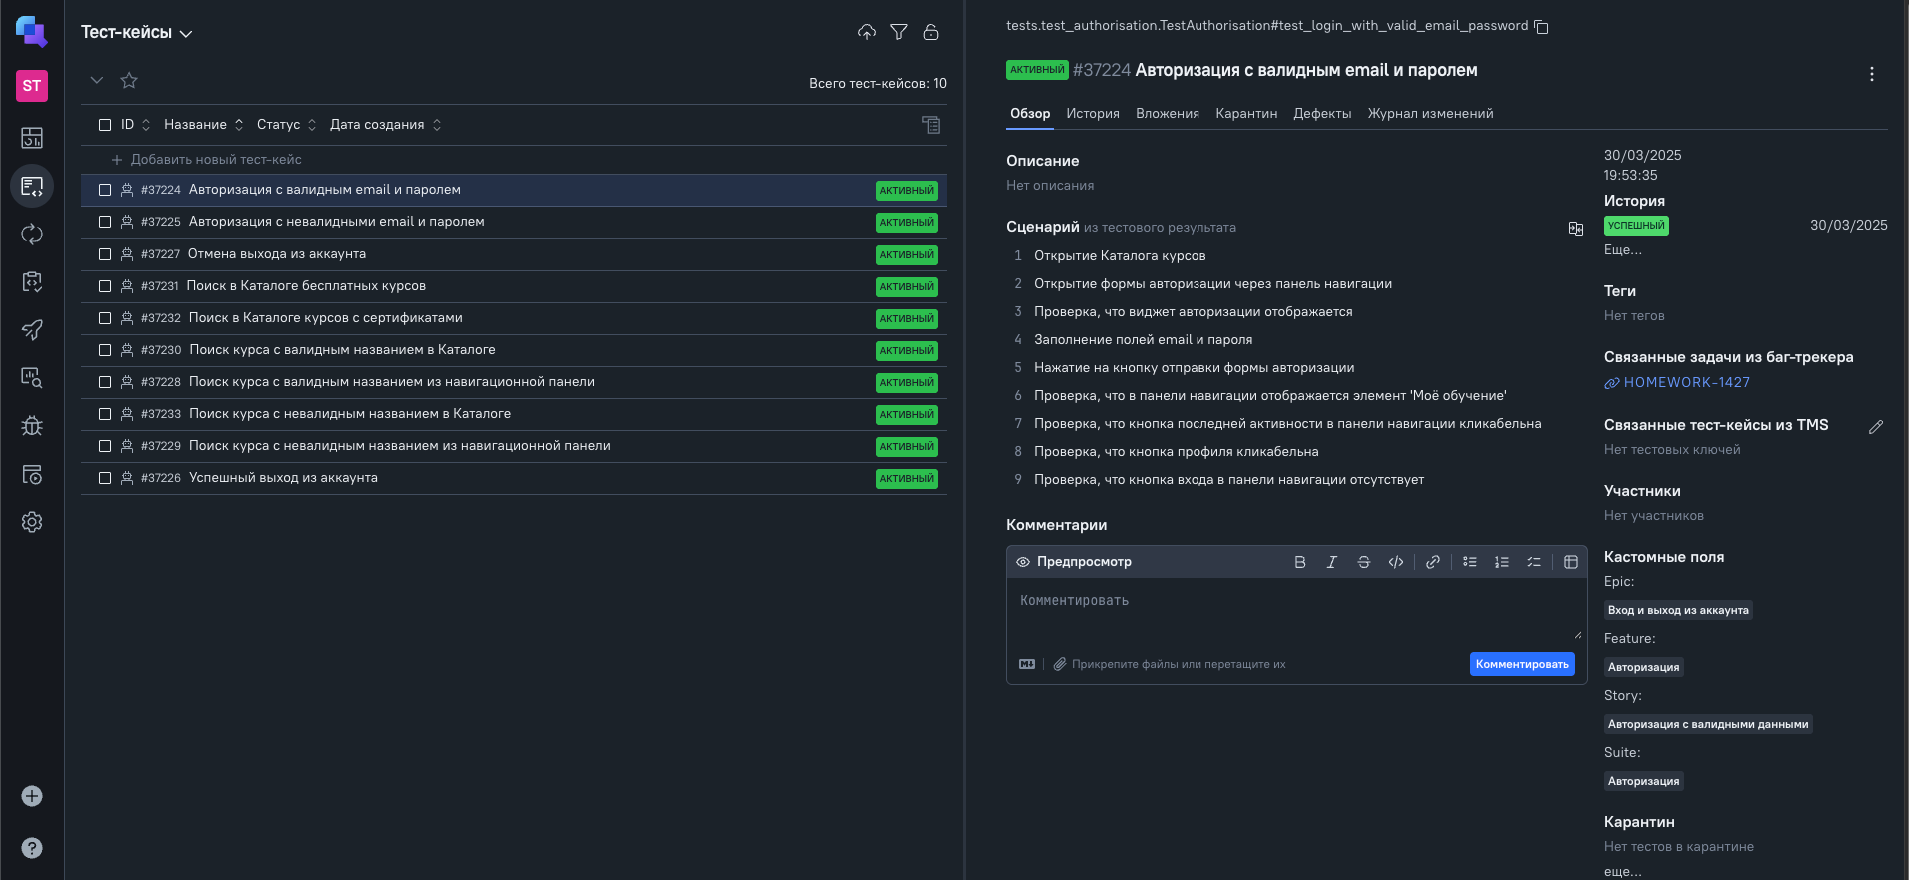 Тест-кейсы
ST
Всего тест-кейсов: 10
ID Название Статус Дата создания
Добавить новый тест-кейс
#37224 Авторизация с валидным email и паролем АКТИВНЫЙ
#37225 Авторизация с невалидными email и паролем АКТИВНЫЙ
#37227 Отмена выхода из аккаунта АКТИВНЫЙ
#37231 Поиск в Каталоге бесплатных курсов АКТИВНЫЙ
#37232 Поиск в Каталоге курсов с сертификатами АКТИВНЫЙ
#37230 Поиск курса с валидным названием в Каталоге АКТИВНЫЙ
#37228 Поиск курса с валидным названием из навигационной панели АКТИВНЫЙ
#37233 Поиск курса с невалидным названием в Каталоге АКТИВНЫЙ
#37229 Поиск курса с невалидным названием из навигационной панели АКТИВНЫЙ
#37226 Успешный выход из аккаунта АКТИВНЫЙ
tests.test_authorisation.TestAuthorisation#test_login_with_valid_email_password
АКТИВНЫЙ #37224 Авторизация с валидным email и паролем
Обзор История Вложения Карантин Дефекты Журнал изменений
Описание
Нет описания
Сценарий из тестового результата
1 Открытие Каталога курсов
2 Открытие формы авторизации через панель навигации
3 Проверка, что виджет авторизации отображается
4 Заполнение полей email и пароля
5 Нажатие на кнопку отправки формы авторизации
6 Проверка, что в панели навигации отображается элемент 'Моё обучение'
7 Проверка, что кнопка последней активности в панели навигации кликабельна
8 Проверка, что кнопка профиля кликабельна
9 Проверка, что кнопка входа в панели навигации отсутствует
Комментарии
Предпросмотр
Комментировать
Прикрепите файлы или перетащите их
Комментировать
30/03/2025
19:53:35
История
УСПЕШНЫЙ 30/03/2025
Еще...
Теги
Нет тегов
Связанные задачи из баг-трекера
HOMEWORK-1427
Связанные тест-кейсы из TMS
Нет тестовых ключей
Участники
Нет участников
Кастомные поля
Epic:
Вход и выход из аккаунта
Feature:
Авторизация
Story:
Авторизация с валидными данными
Suite:
Авторизация
Карантин
Нет тестов в карантине
еще...